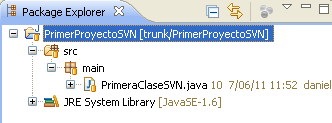 Package Explorer
PrimerProyectoSVN [trunk/PrimerProyectoSVN]
src
main
PrimeraClaseSVN.java 10 7/06/11 11:52 daniel
JRE System Library [JavaSE-1.6]